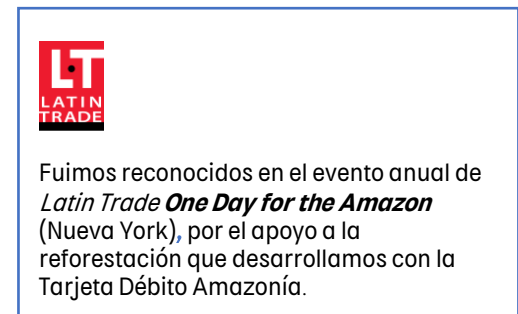 LT
LATIN
TRADE
Fuimos reconocidos en el evento anual de
Latin Trade One Day for the Amazon
(Nueva York), por el apoyo a la
reforestación que desarrollamos con la
Tarjeta Débito Amazonía.